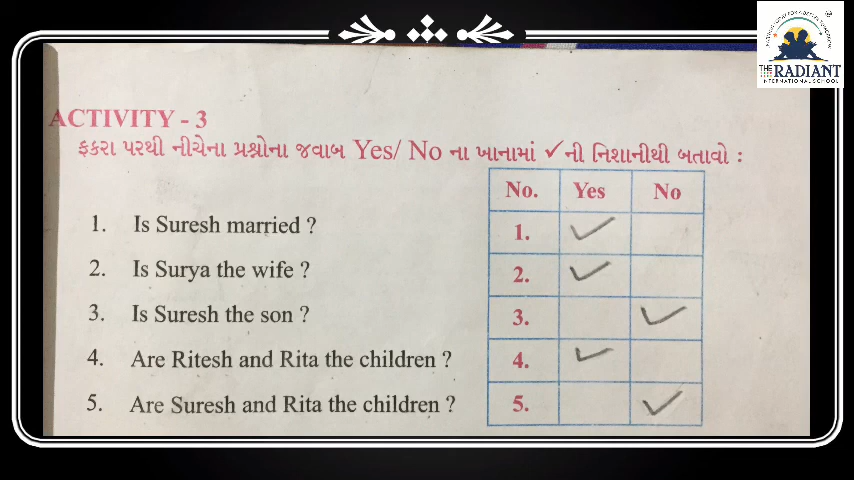 THE RADIANT
INTERNATIONAL SCHOOL
ACTIVITY - 3
ફકરા પરથી નીચેના પ્રશ્નોના જવાબ Yes/ No ના ખાનામાં ✓ની નિશાનીથી બતાવો :
No. Yes No
1. Is Suresh married ? 1. ✓
2. Is Surya the wife ? 2. ✓
3. Is Suresh the son ? 3. ✓
4. Are Ritesh and Rita the children ? 4. ✓
5. Are Suresh and Rita the children ? 5. ✓